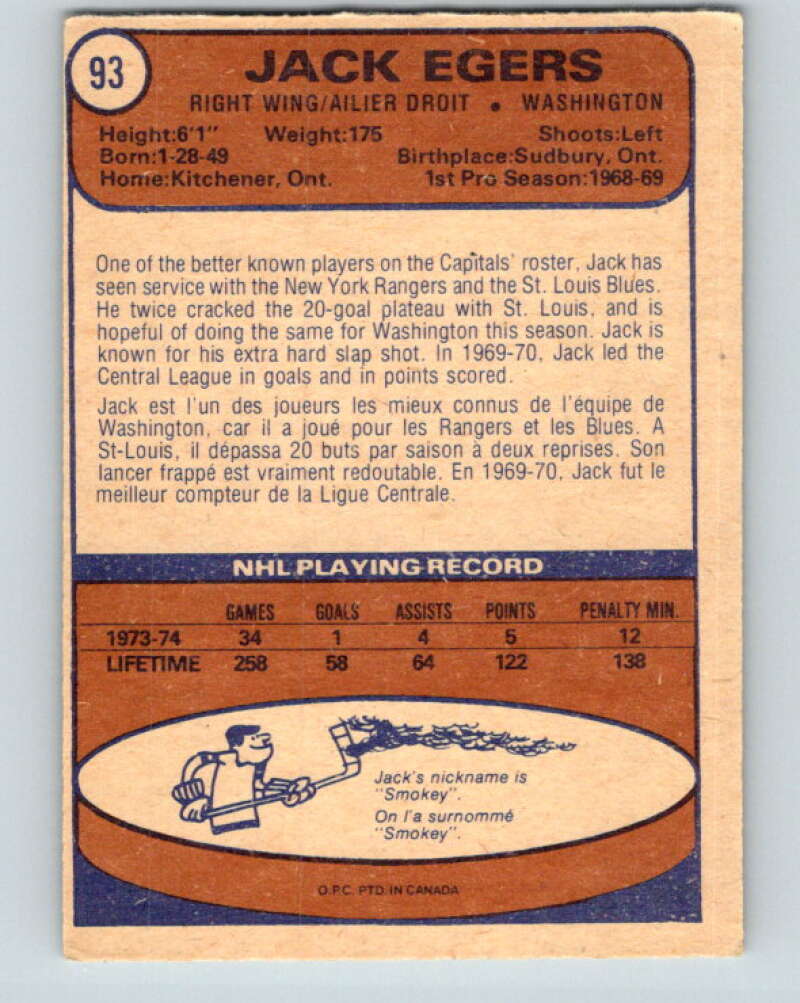 93
JACK EGERS
RIGHT WING/AILIER DROIT • WASHINGTON
Height:6'1" Weight:175 Shoots:Left
Born:1-28-49 Birthplace:Sudbury, Ont.
Home:Kitchener, Ont. 1st Pro Season:1968-69
One of the better known players on the Capitals' roster, Jack has
seen service with the New York Rangers and the St. Louis Blues.
He twice cracked the 20-goal plateau with St. Louis, and is
hopeful of doing the same for Washington this season. Jack is
known for his extra hard slap shot. In 1969-70, Jack led the
Central League in goals and in points scored.
Jack est l'un des joueurs les mieux connus de l'équipe de
Washington, car il a joué pour les Rangers et les Blues. A
St-Louis, il dépassa 20 buts par saison à deux reprises. Son
lancer frappé est vraiment redoutable. En 1969-70, Jack fut le
meilleur compteur de la Ligue Centrale.
NHL PLAYING RECORD
GAMES GOALS ASSISTS POINTS PENALTY MIN.
1973-74 34 1 4 5 12
LIFETIME 258 58 64 122 138
Jack's nickname is
"Smokey".
On l'a surnommé
"Smokey".
O.P.C. PTD. IN CANADA